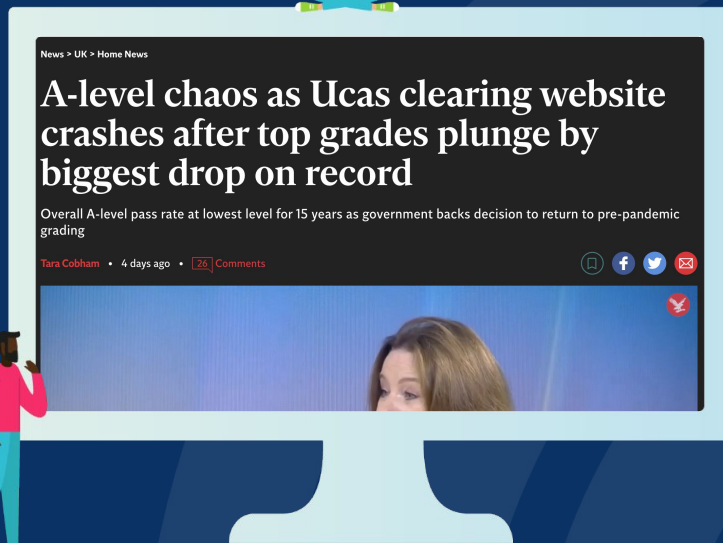 News > UK > Home News
A-level chaos as Ucas clearing website
crashes after top grades plunge by
biggest drop on record
Overall A-level pass rate at lowest level for 15 years as government backs decision to return to pre-pandemic
grading
Tara Cobham • 4 days ago • 26 Comments